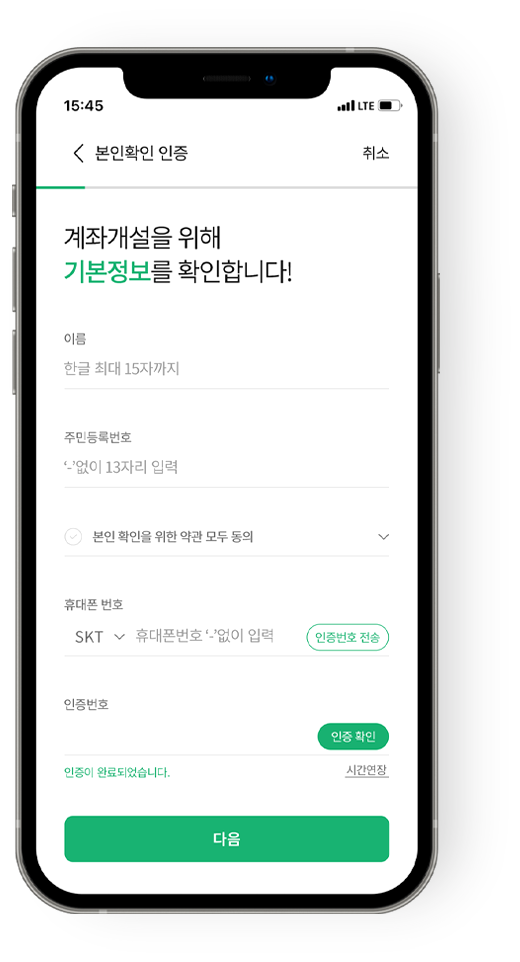 15:45 LTE
본인확인 인증 취소
계좌개설을 위해
기본정보를 확인합니다!
이름
한글 최대 15자까지
주민등록번호
‘-’없이 13자리 입력
본인 확인을 위한 약관 모두 동의
휴대폰 번호
SKT 휴대폰번호 ‘-’없이 입력 인증번호 전송
인증번호
인증 확인
인증이 완료되었습니다. 시간연장
다음